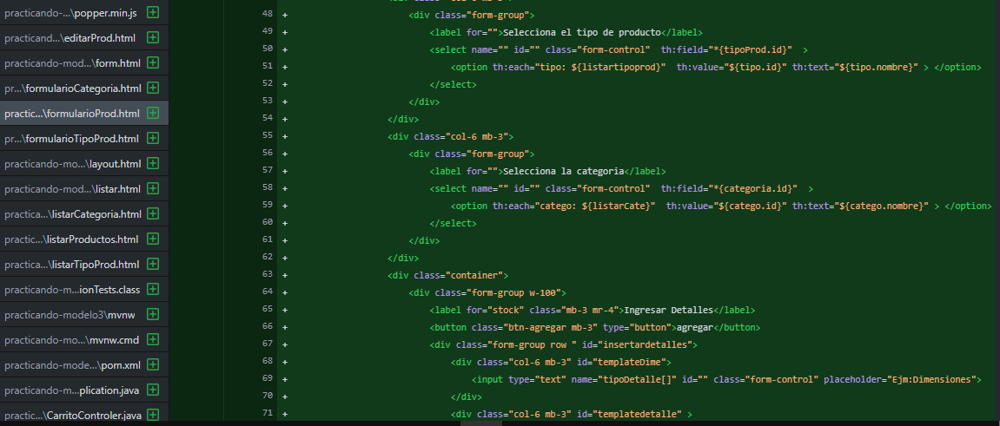 practicando-...\popper.min.js
practicand...\editarProd.html
practicando-mod...\form.html
pr...\formularioCategoria.html
practic...\formularioProd.html
pr...\formularioTipoProd.html
practicando-mo...\layout.html
practicando-mod...\listar.html
practica...\listarCategoria.html
practic...\listarProductos.html
practica...\listarTipoProd.html
practicando-m...ionTests.class
practicando-modelo3\mvnw
practicando-mo...\mvnw.cmd
practicando-mode...\pom.xml
practicando-m...plication.java
practic...\CarritoControler.java
48 + <div class="form-group">
49 + <label for="">Selecciona el tipo de producto</label>
50 + <select name="" id="" class="form-control"  th:field="*{tipoProd.id}"  >
51 + <option th:each="tipo: ${listartipoprod}"  th:value="${tipo.id}" th:text="${tipo.nombre}" > </option>
52 + </select>
53 + </div>
54 + </div>
55 + <div class="col-6 mb-3">
56 + <div class="form-group">
57 + <label for="">Selecciona la categoria</label>
58 + <select name="" id="" class="form-control"  th:field="*{categoria.id}"  >
59 + <option th:each="catego: ${listarCate}"  th:value="${catego.id}" th:text="${catego.nombre}" > </option>
60 + </select>
61 + </div>
62 + </div>
63 + <div class="container">
64 + <div class="form-group w-100">
65 + <label for="stock" class="mb-3 mr-4">Ingresar Detalles</label>
66 + <button class="btn-agregar mb-3" type="button">agregar</button>
67 + <div class="form-group row " id="insertardetalles">
68 + <div class="col-6 mb-3" id="templateDime">
69 + <input type="text" name="tipoDetalle[]" id="" class="form-control" placeholder="Ejm:Dimensiones">
70 + </div>
71 + <div class="col-6 mb-3" id="templatedetalle" >